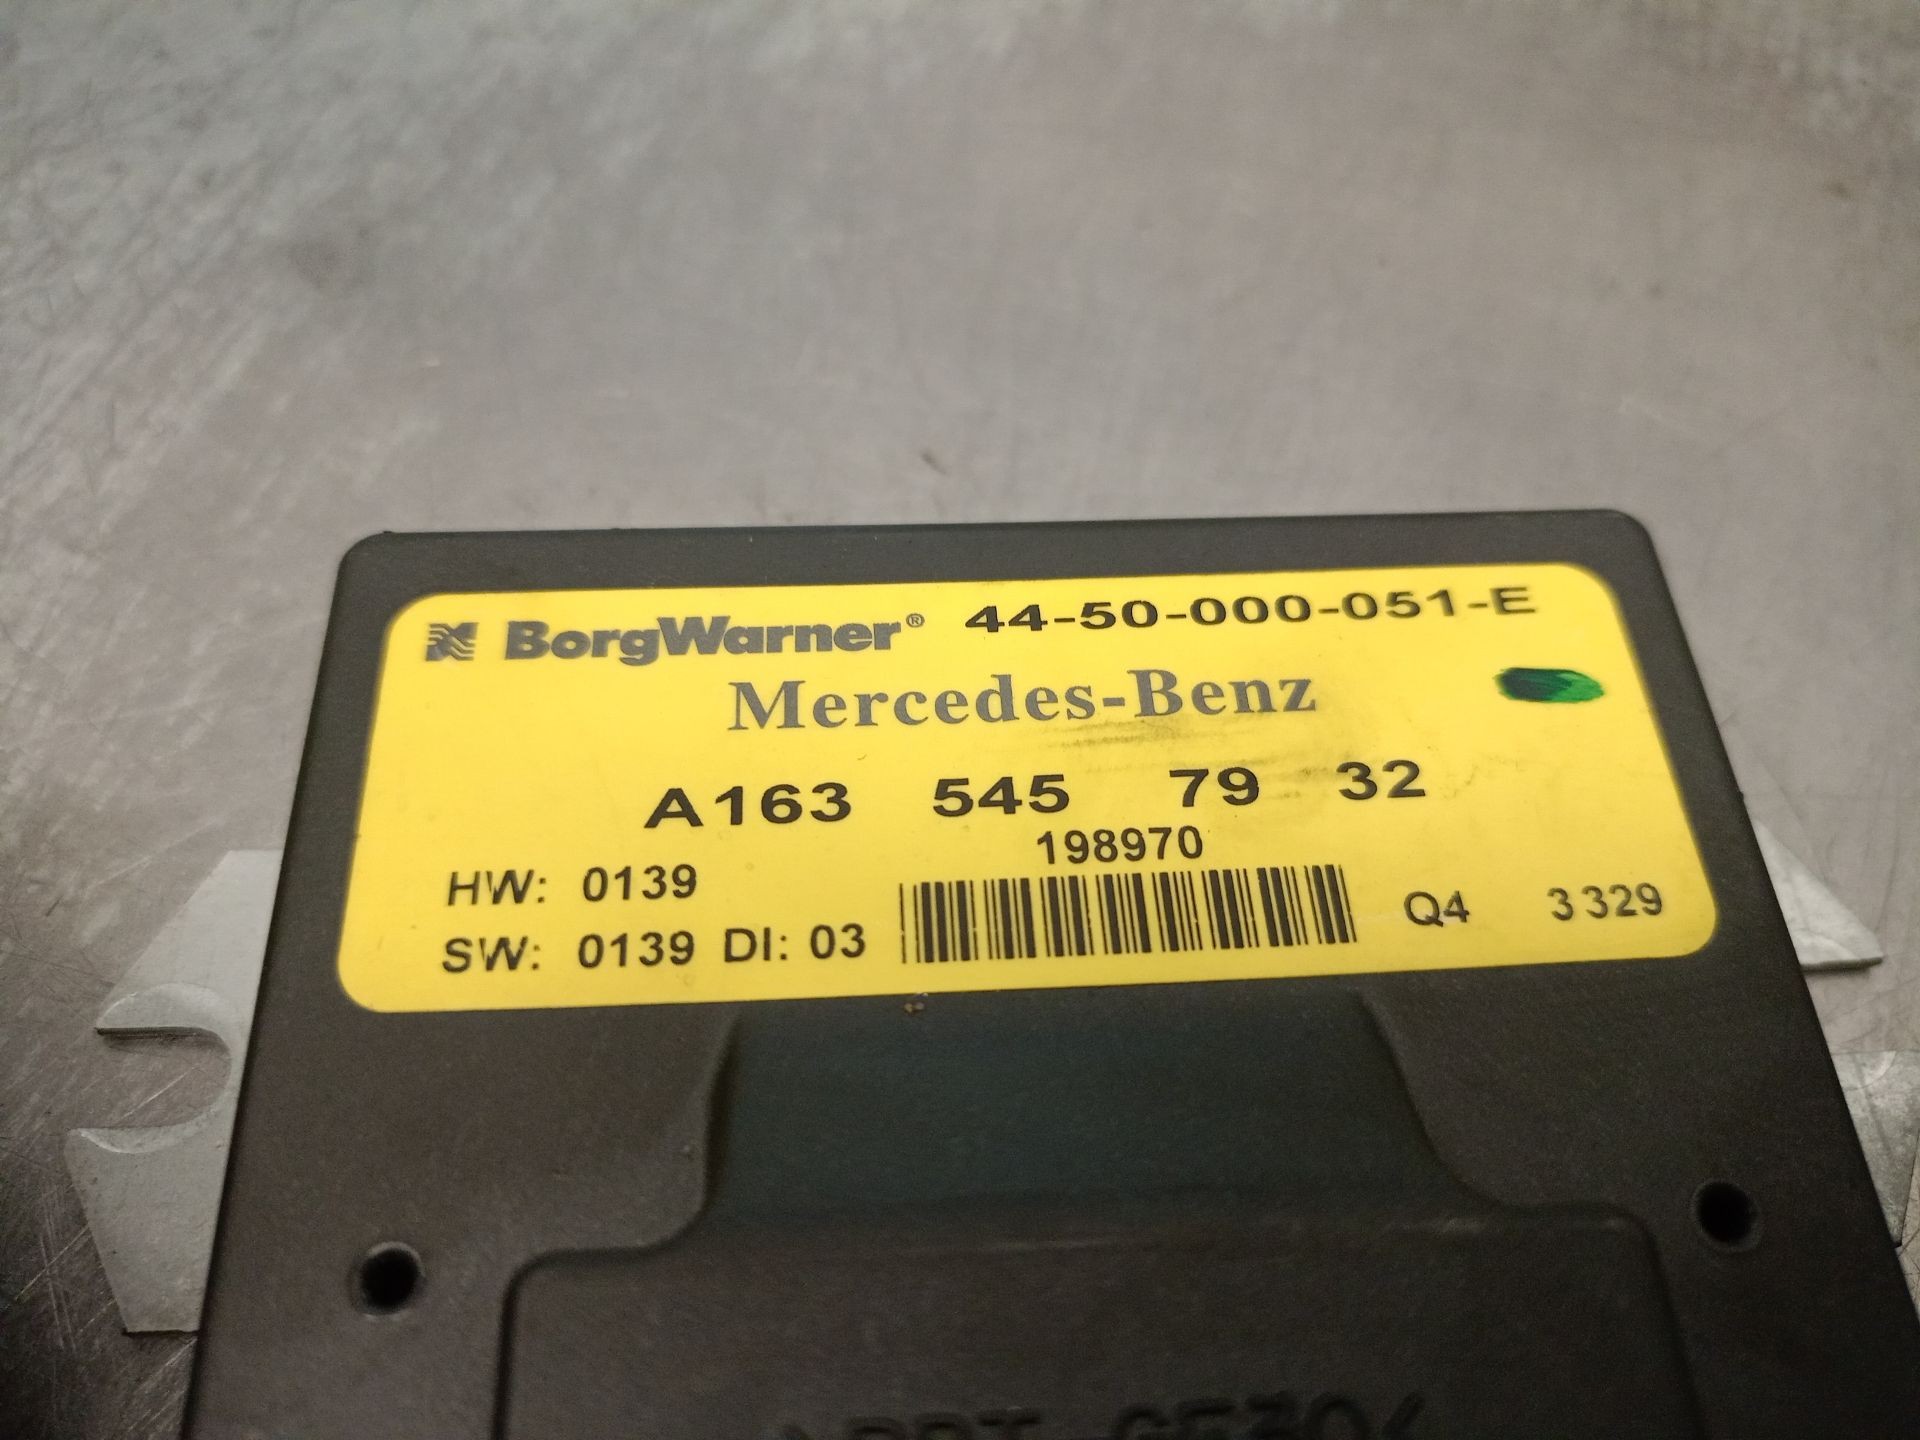 BorgWarner® 44-50-000-051-E
Mercedes-Benz
A163 545 79 32
198970
HW: 0139
SW: 0139 DI: 03
Q4 3329